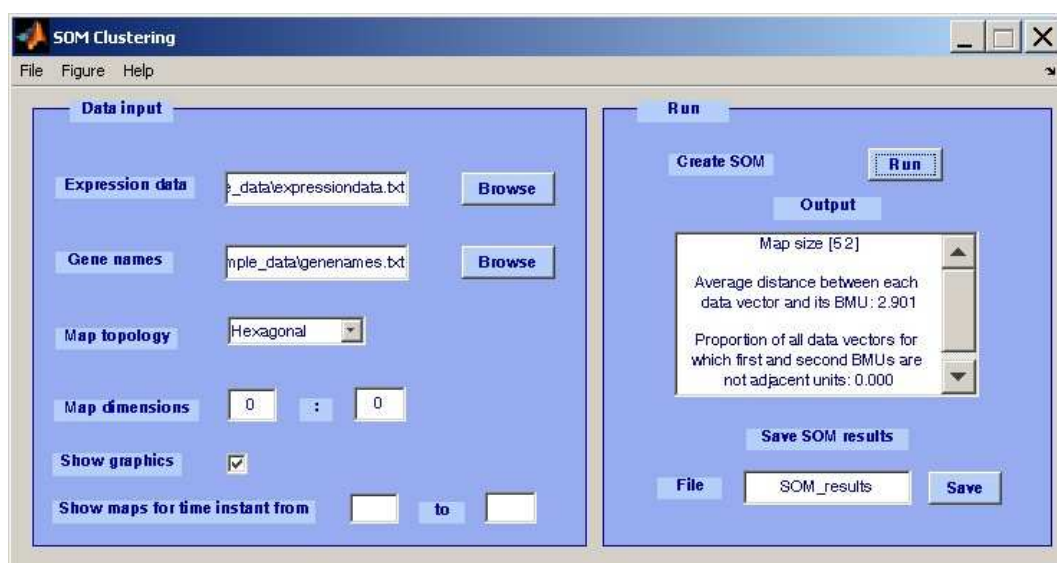 SOM Clustering
File Figure Help
Data input
Expression data
e_data\expressiondata.txt
Browse
Gene names
mple_data\genenames.txt
Browse
Map topology
Hexagonal
Map dimensions
0 : 0
Show graphics
Show maps for time instant from to
Run
Create SOM
Run
Output
Map size [5 2]
Average distance between each
data vector and its BMU: 2.901
Proportion of all data vectors for
which first and second BMUs are
not adjacent units: 0.000
Save SOM results
File
SOM_results
Save